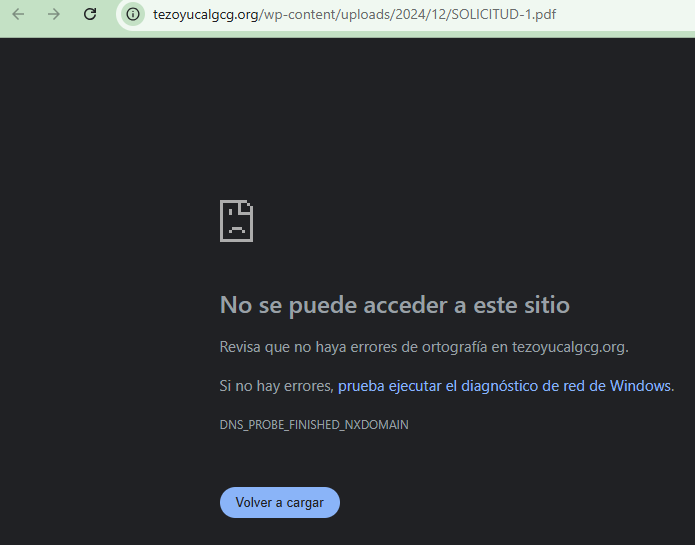 tezoyucalgcg.org/wp-content/uploads/2024/12/SOLICITUD-1.pdf
No se puede acceder a este sitio
Revisa que no haya errores de ortografía en tezoyucalgcg.org.
Si no hay errores, prueba ejecutar el diagnóstico de red de Windows.
DNS_PROBE_FINISHED_NXDOMAIN
Volver a cargar